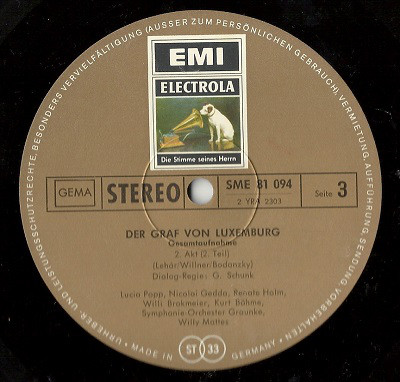 URHEBER- UND LEISTUNGSSCHUTZRECHTE, BESONDERS VERVIELFÄLTIGUNG (AUSSER ZUM PERSÖNLICHEN GEBRAUCH), VERMIETUNG, AUFFÜHRUNG, SENDUNG, VORBEHALTEN
EMI
ELECTROLA
Die Stimme seines Herrn
GEMA
STEREO
SME 81 094
2 YRA 2303
Seite 3
DER GRAF VON LUXEMBURG
Gesamtaufnahme
2. Akt (2. Teil)
(Lehár/Willner/Bodanzky)
Dialog-Regie: G. Schunk
Lucia Popp, Nicolai Gedda, Renate Holm,
Willi Brokmeier, Kurt Böhme,
Symphonie-Orchester Graunke,
Willy Mattes
ST 33
• MADE IN GERMANY •